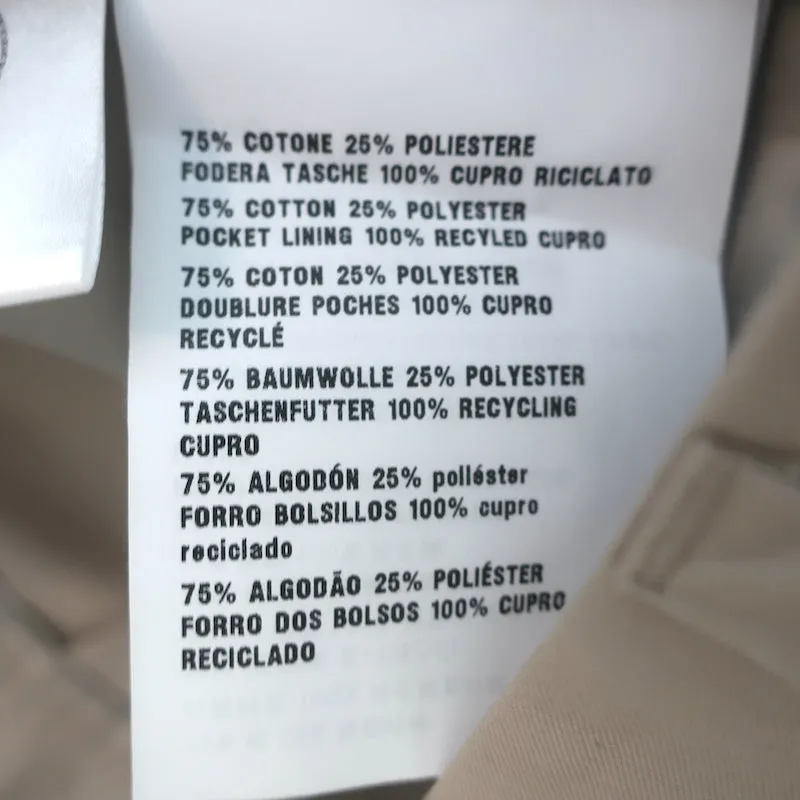 75% COTONE 25% POLIESTERE
FODERA TASCHE 100% CUPRO RICICLATO
75% COTTON 25% POLYESTER
POCKET LINING 100% RECYLED CUPRO
75% COTON 25% POLYESTER
DOUBLURE POCHES 100% CUPRO
RECYCLÉ
75% BAUMWOLLE 25% POLYESTER
TASCHENFUTTER 100% RECYCLING
CUPRO
75% ALGODÓN 25% poliéster
FORRO BOLSILLOS 100% cupro
reciclado
75% ALGODÃO 25% POLIÉSTER
FORRO DOS BOLSOS 100% CUPRO
RECICLADO